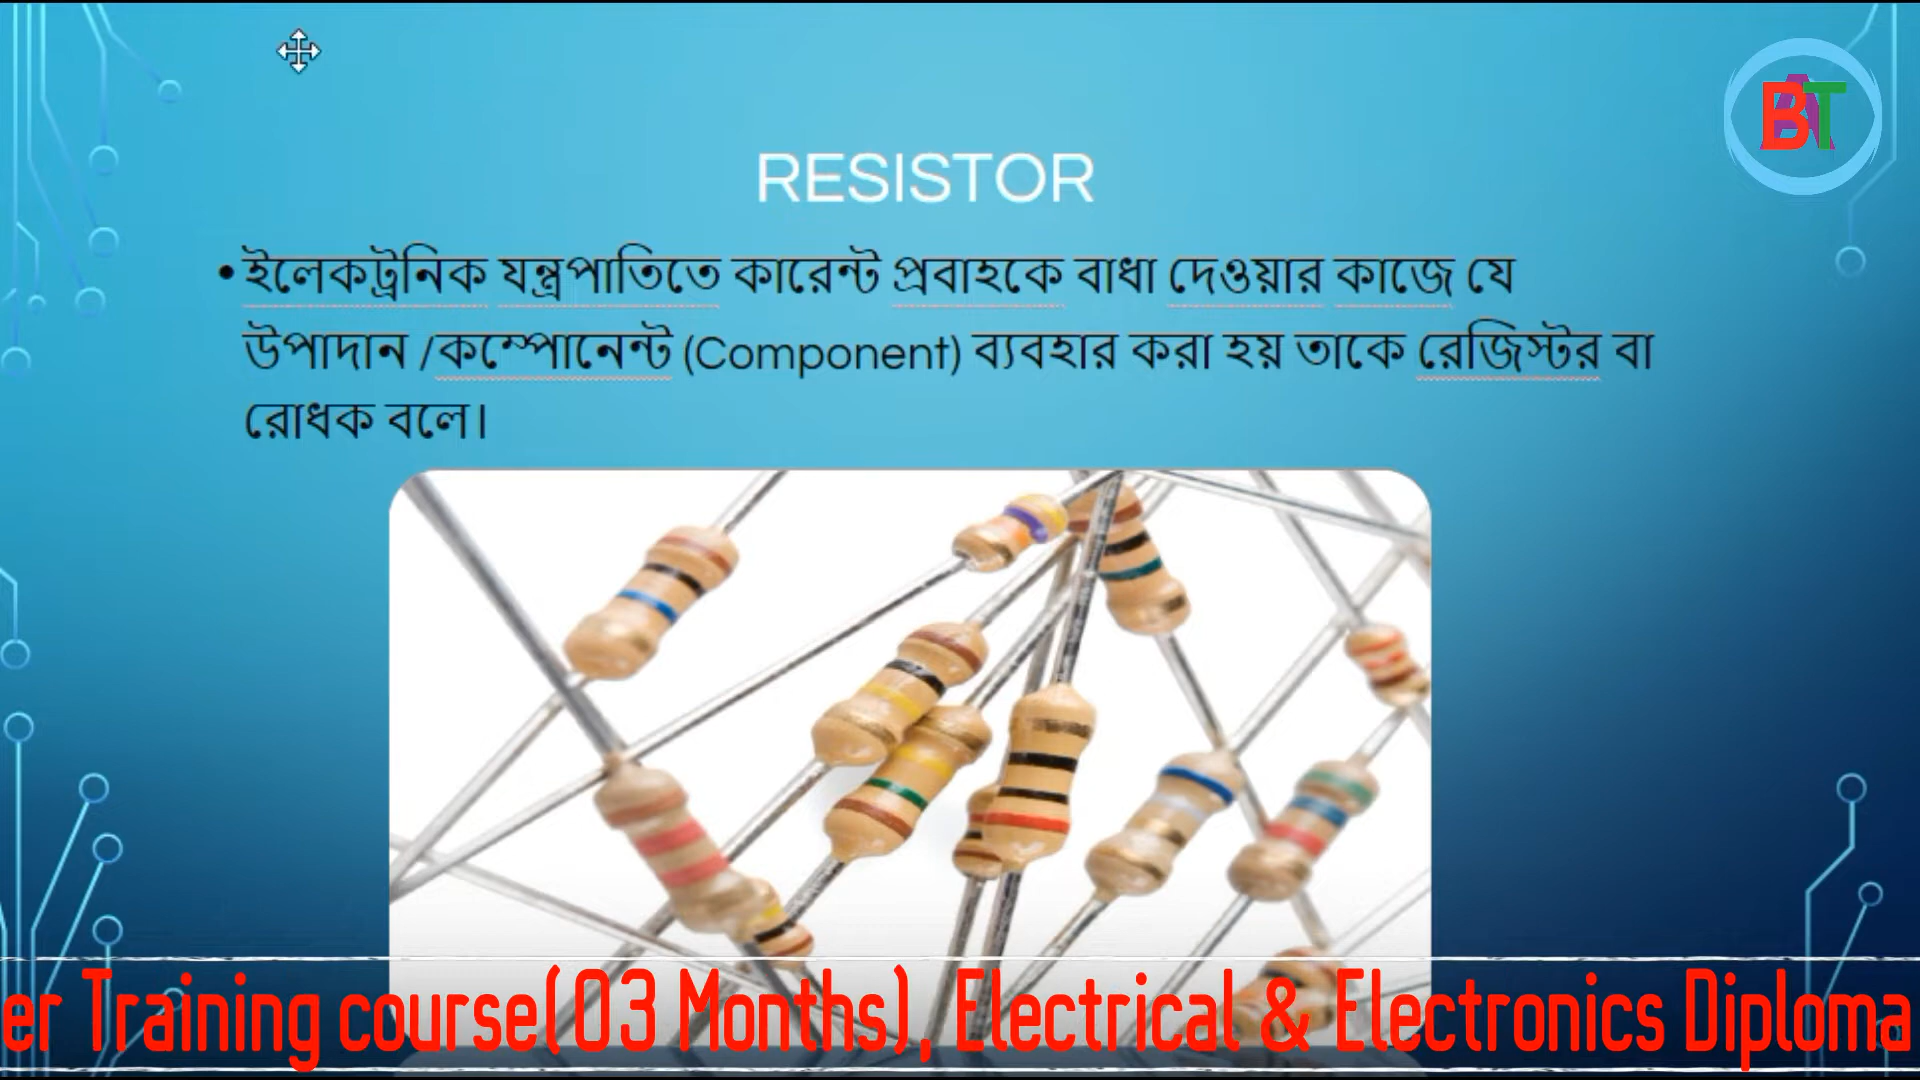 BAT
RESISTOR
• ইলেকট্রনিক যন্ত্রপাতিতে কারেন্ট প্রবাহকে বাধা দেওয়ার কাজে যে
উপাদান /কম্পোনেন্ট (Component) ব্যবহার করা হয় তাকে রেজিস্টর বা
রোধক বলে।
er Training course(03 Months), Electrical & Electronics Diploma